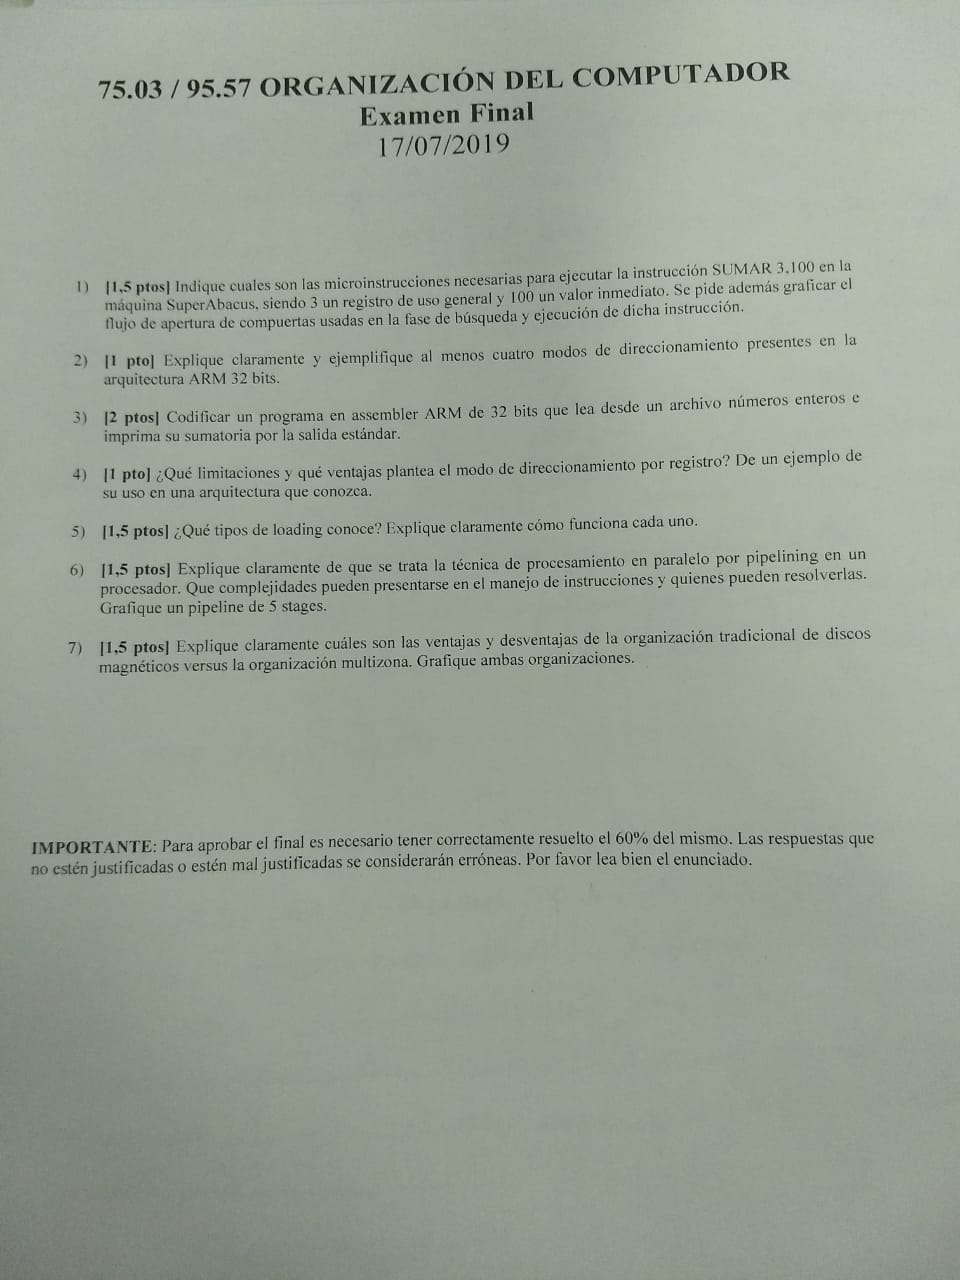 75.03 / 95.57 ORGANIZACIÓN DEL COMPUTADOR
Examen Final
17/07/2019
1) [1,5 ptos] Indique cuales son las microinstrucciones necesarias para ejecutar la instrucción SUMAR 3,100 en la
máquina SuperAbacus, siendo 3 un registro de uso general y 100 un valor inmediato. Se pide además graficar el
flujo de apertura de compuertas usadas en la fase de búsqueda y ejecución de dicha instrucción.
2) [1 pto] Explique claramente y ejemplifique al menos cuatro modos de direccionamiento presentes en la
arquitectura ARM 32 bits.
3) [2 ptos] Codificar un programa en assembler ARM de 32 bits que lea desde un archivo números enteros e
imprima su sumatoria por la salida estándar.
4) [1 pto] ¿Qué limitaciones y qué ventajas plantea el modo de direccionamiento por registro? De un ejemplo de
su uso en una arquitectura que conozca.
5) [1,5 ptos] ¿Qué tipos de loading conoce? Explique claramente cómo funciona cada uno.
6) [1,5 ptos] Explique claramente de que se trata la técnica de procesamiento en paralelo por pipelining en un
procesador. Que complejidades pueden presentarse en el manejo de instrucciones y quienes pueden resolverlas.
Grafique un pipeline de 5 stages.
7) [1,5 ptos] Explique claramente cuáles son las ventajas y desventajas de la organización tradicional de discos
magnéticos versus la organización multizona. Grafique ambas organizaciones.
IMPORTANTE: Para aprobar el final es necesario tener correctamente resuelto el 60% del mismo. Las respuestas que
no estén justificadas o estén mal justificadas se considerarán erróneas. Por favor lea bien el enunciado.